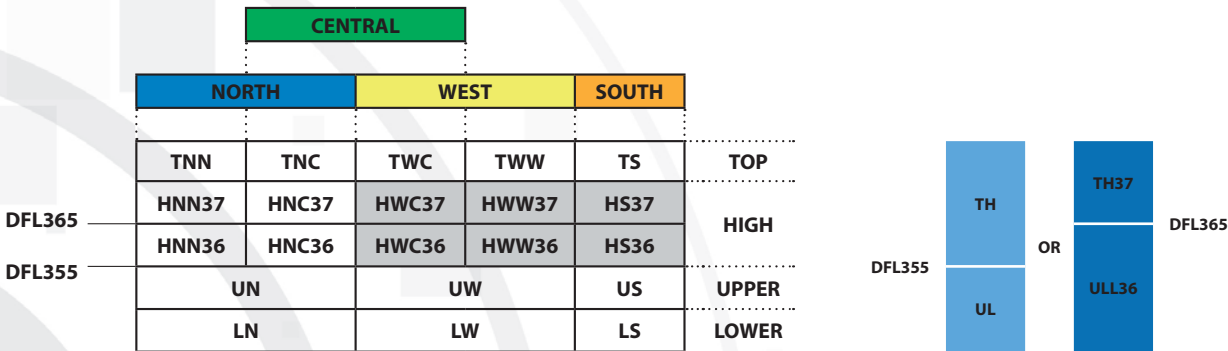 CENTRAL
NORTH WEST SOUTH
TNN TNC TWC TWW TS TOP
HNN37 HNC37 HWC37 HWW37 HS37
DFL365 HIGH
HNN36 HNC36 HWC36 HWW36 HS36
DFL355
UN UW US UPPER
LN LW LS LOWER
TH
DFL355
UL
OR
TH37
DFL365
ULL36